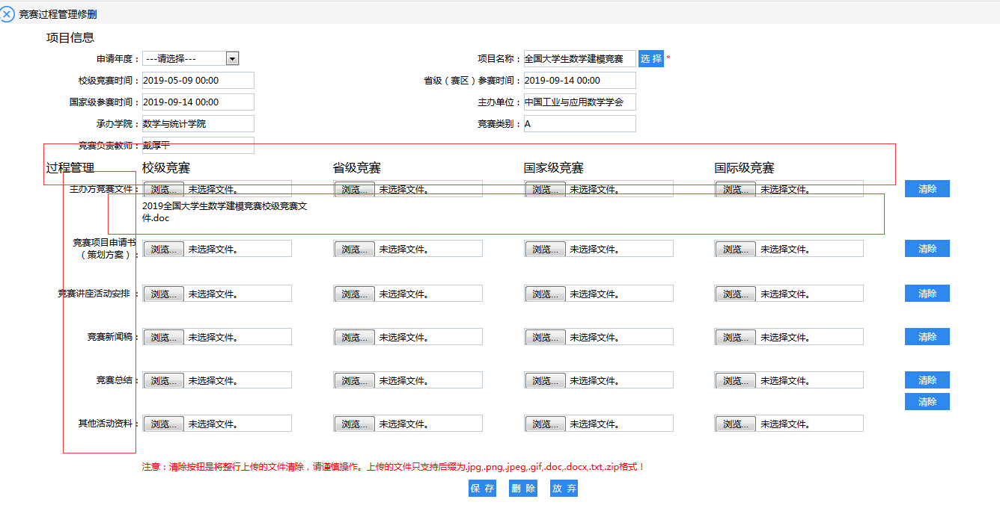 竞赛过程管理修删
项目信息
申请年度： ---请选择--- 项目名称： 全国大学生数学建模竞赛 选 择 *
校级竞赛时间： 2019-05-09 00:00 省级（赛区）参赛时间： 2019-09-14 00:00
国家级参赛时间： 2019-09-14 00:00 主办单位： 中国工业与应用数学学会
承办学院： 数学与统计学院 竞赛类别： A
竞赛负责教师： 戴厚平
过程管理 校级竞赛 省级竞赛 国家级竞赛 国际级竞赛
主办方竞赛文件： 浏览... 未选择文件。 浏览... 未选择文件。 浏览... 未选择文件。 浏览... 未选择文件。 清除
2019全国大学生数学建模竞赛校级竞赛文
件.doc
竞赛项目申请书
（策划方案）： 浏览... 未选择文件。 浏览... 未选择文件。 浏览... 未选择文件。 浏览... 未选择文件。 清除
竞赛讲座活动安排： 浏览... 未选择文件。 浏览... 未选择文件。 浏览... 未选择文件。 浏览... 未选择文件。 清除
竞赛新闻稿： 浏览... 未选择文件。 浏览... 未选择文件。 浏览... 未选择文件。 浏览... 未选择文件。 清除
竞赛总结： 浏览... 未选择文件。 浏览... 未选择文件。 浏览... 未选择文件。 浏览... 未选择文件。 清除
清除
其他活动资料： 浏览... 未选择文件。 浏览... 未选择文件。 浏览... 未选择文件。 浏览... 未选择文件。
注意：清除按钮是将整行上传的文件清除，请谨慎操作。上传的文件只支持后缀为.jpg,.png,.jpeg,.gif,.doc,.docx,.txt,.zip格式！
保 存 删 除 放 弃